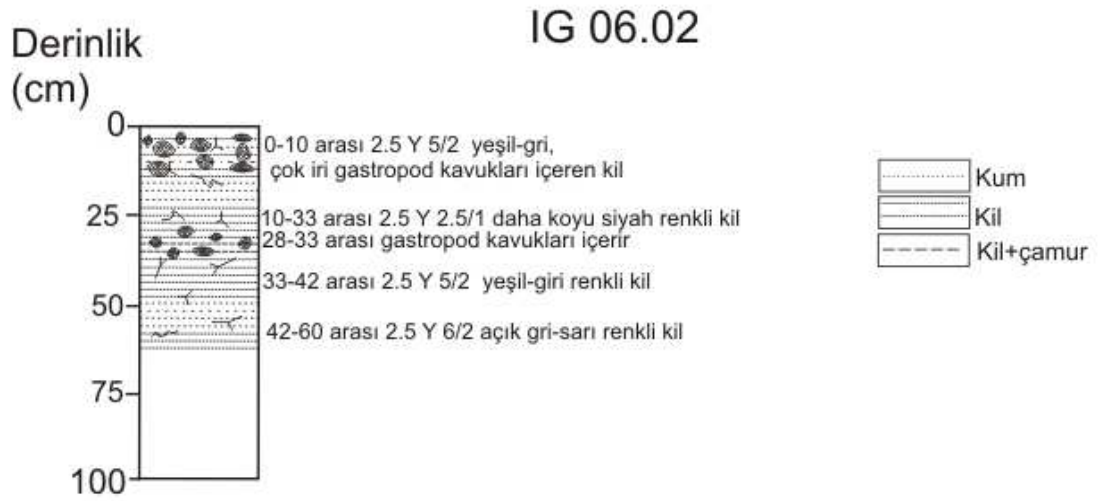 IG 06.02
Derinlik
(cm)
0
0-10 arası 2.5 Y 5/2 yeşil-gri,
çok iri gastropod kavukları içeren kil
25
10-33 arası 2.5 Y 2.5/1 daha koyu siyah renkli kil
28-33 arası gastropod kavukları içerir
33-42 arası 2.5 Y 5/2 yeşil-giri renkli kil
50
42-60 arası 2.5 Y 6/2 açık gri-sarı renkli kil
75
100
Kum
Kil
Kil+çamur